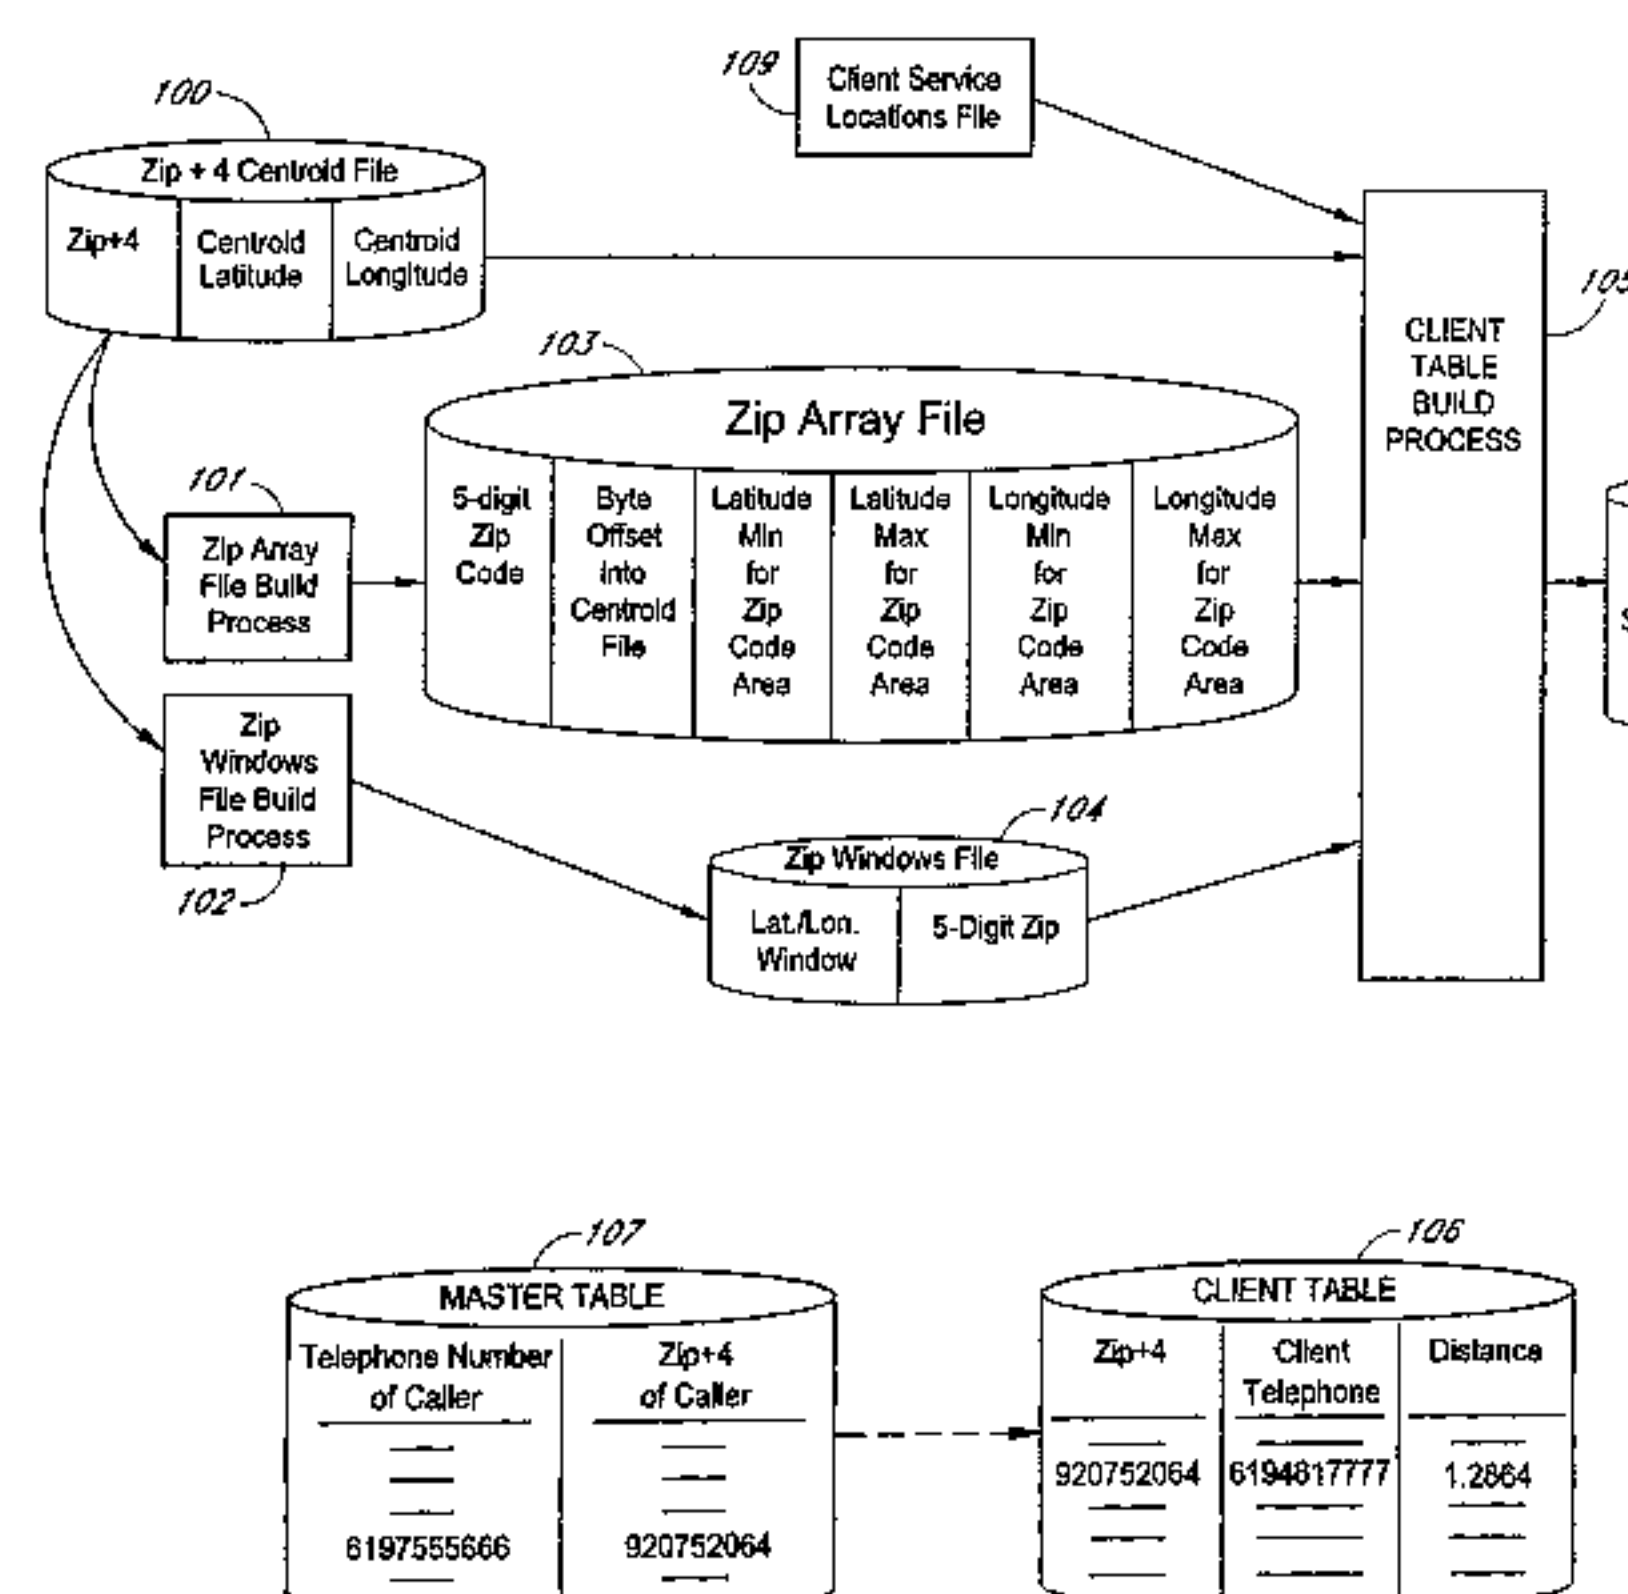 109
Client Service
Locations File
100
Zip + 4 Centroid File
Zip+4
Centroid
Latitude
Centroid
Longitude
105
CLIENT
TABLE
BUILD
PROCESS
103
Zip Array File
5-digit
Zip
Code
Byte
Offset
Into
Centroid
File
Latitude
Min
for
Zip
Code
Area
Latitude
Max
for
Zip
Code
Area
Longitude
Min
for
Zip
Code
Area
Longitude
Max
for
Zip
Code
Area
101
Zip Array
File Build
Process
Zip
Windows
File Build
Process
102
104
Zip Windows File
Lat./Lon.
Window
5-Digit Zip
107
MASTER TABLE
Telephone Number
of Caller
Zip+4
of Caller
6197555666
920752064
106
CLIENT TABLE
Zip+4
Client
Telephone
Distance
920752064
6194817777
1.2864